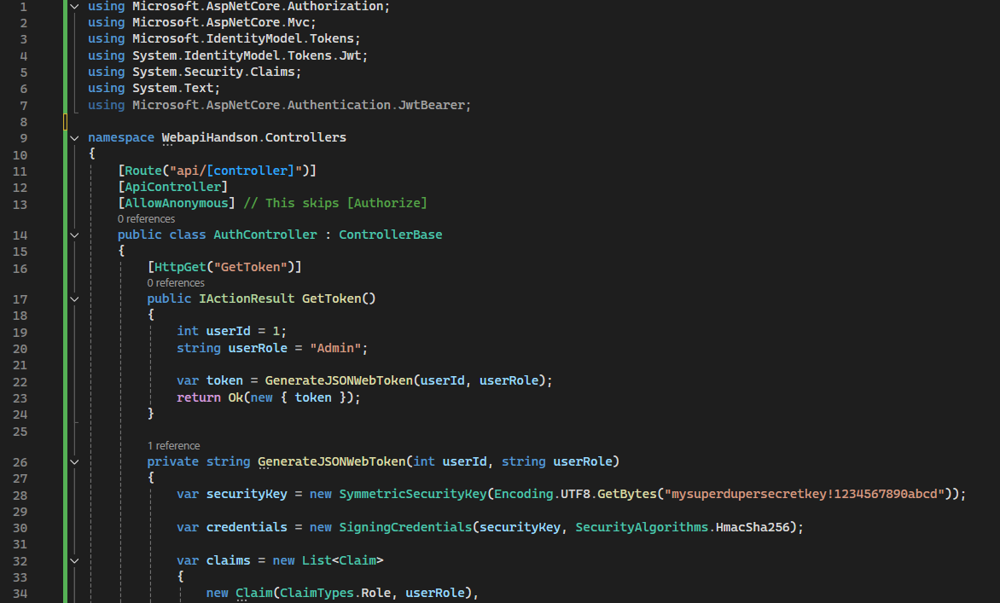 1 using Microsoft.AspNetCore.Authorization;
2 using Microsoft.AspNetCore.Mvc;
3 using Microsoft.IdentityModel.Tokens;
4 using System.IdentityModel.Tokens.Jwt;
5 using System.Security.Claims;
6 using System.Text;
7 using Microsoft.AspNetCore.Authentication.JwtBearer;
8
9 namespace WebapiHandson.Controllers
10 {
11 [Route("api/[controller]")]
12 [ApiController]
13 [AllowAnonymous] // This skips [Authorize]
0 references
14 public class AuthController : ControllerBase
15 {
16 [HttpGet("GetToken")]
0 references
17 public IActionResult GetToken()
18 {
19 int userId = 1;
20 string userRole = "Admin";
21
22 var token = GenerateJSONWebToken(userId, userRole);
23 return Ok(new { token });
24 }
25
1 reference
26 private string GenerateJSONWebToken(int userId, string userRole)
27 {
28 var securityKey = new SymmetricSecurityKey(Encoding.UTF8.GetBytes("mysuperdupersecretkey!1234567890abcd"));
29
30 var credentials = new SigningCredentials(securityKey, SecurityAlgorithms.HmacSha256);
31
32 var claims = new List<Claim>
33 {
34 new Claim(ClaimTypes.Role, userRole),